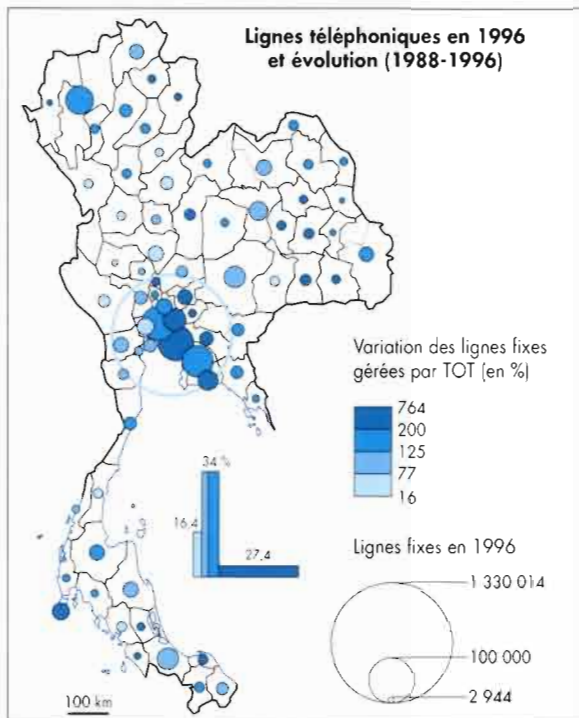 Lignes téléphoniques en 1996
et évolution (1988-1996)
Variation des lignes fixes
gérées par TOT (en %)
764
200
125
77
16
34 %
16,4
27,4
Lignes fixes en 1996
1 330 014
100 000
2 944
100 km